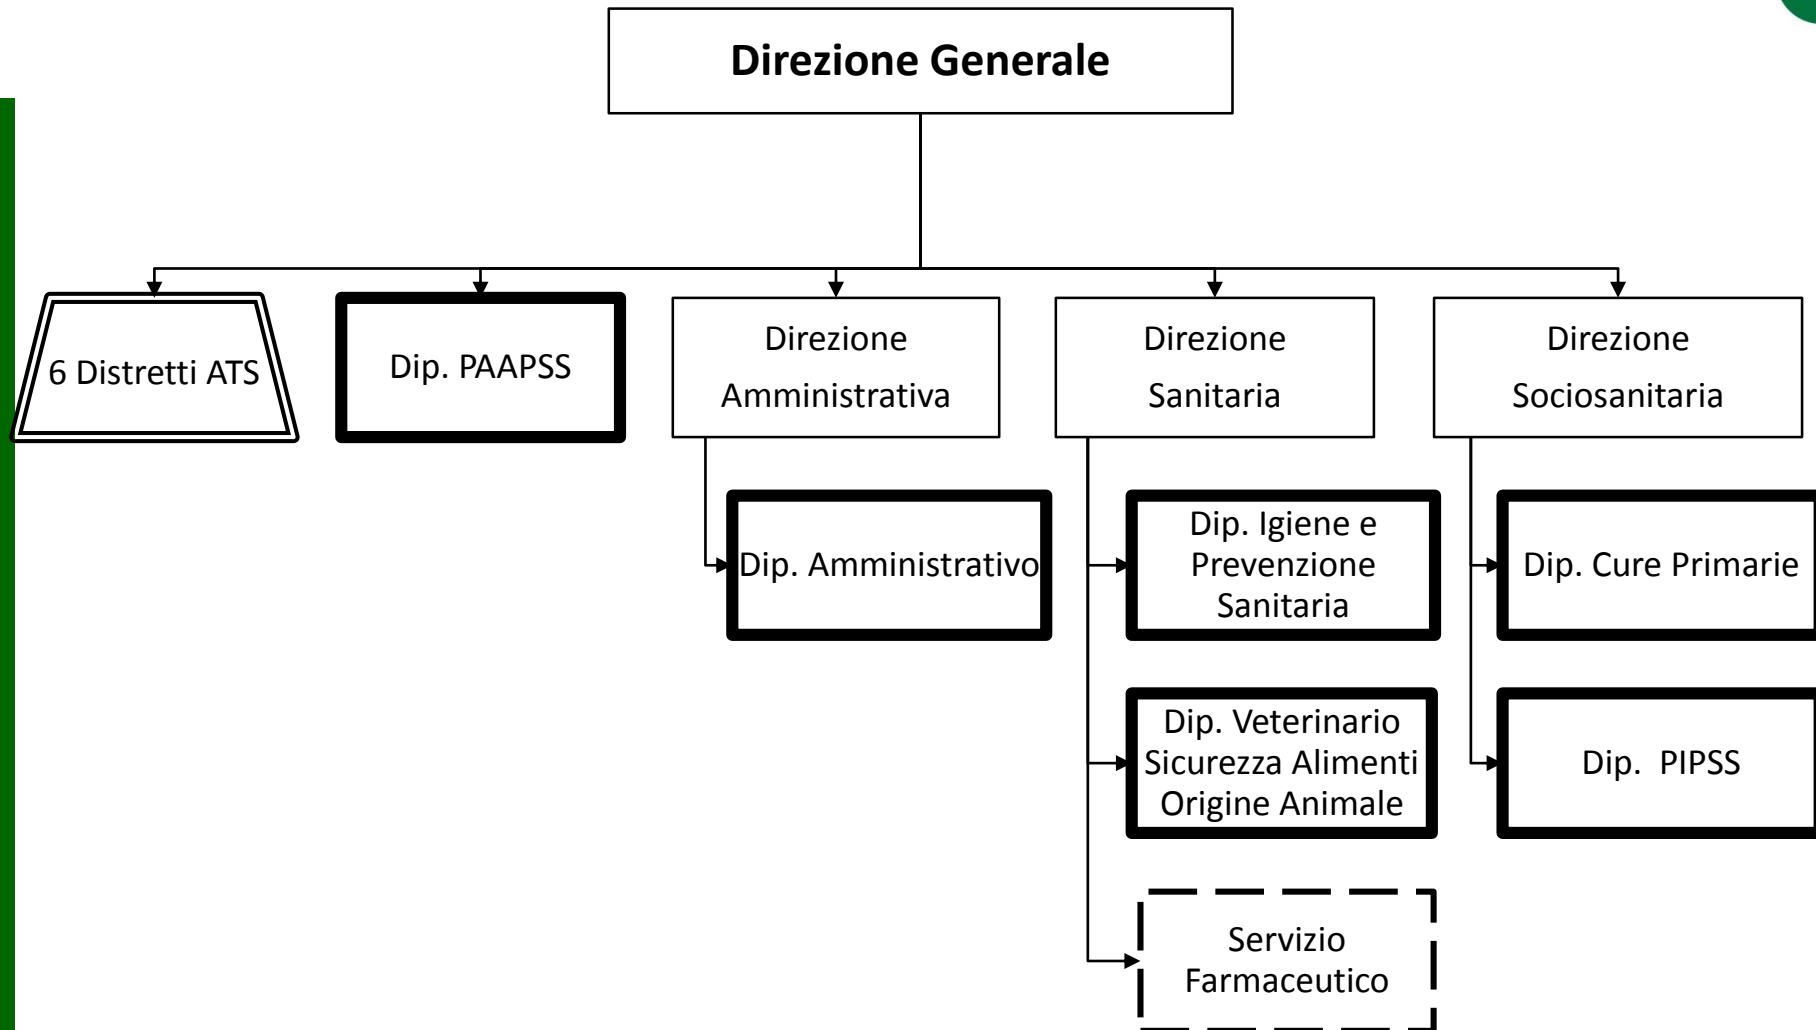 Direzione Generale
6 Distretti ATS
Dip. PAAPSS
Direzione
Amministrativa
Direzione
Sanitaria
Direzione
Sociosanitaria
Dip. Amministrativo
Dip. Igiene e
Prevenzione
Sanitaria
Dip. Cure Primarie
Dip. Veterinario
Sicurezza Alimenti
Origine Animale
Dip. PIPSS
Servizio
Farmaceutico